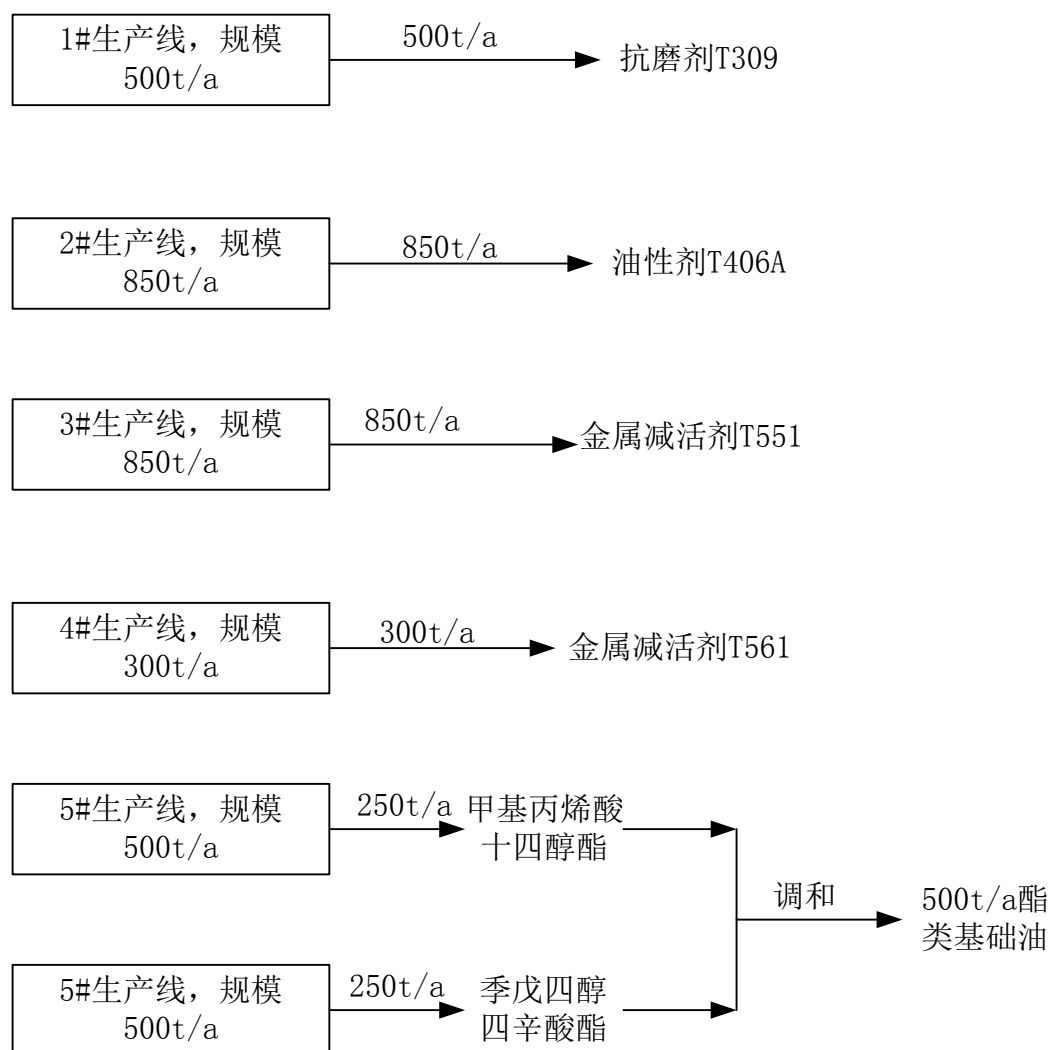 1#生产线，规模
500t/a
500t/a
抗磨剂T309
2#生产线，规模
850t/a
850t/a
油性剂T406A
3#生产线，规模
850t/a
850t/a
金属减活剂T551
4#生产线，规模
300t/a
300t/a
金属减活剂T561
5#生产线，规模
500t/a
250t/a
甲基丙烯酸
十四醇酯
调和
500t/a酯
类基础油
5#生产线，规模
500t/a
250t/a
季戊四醇
四辛酸酯